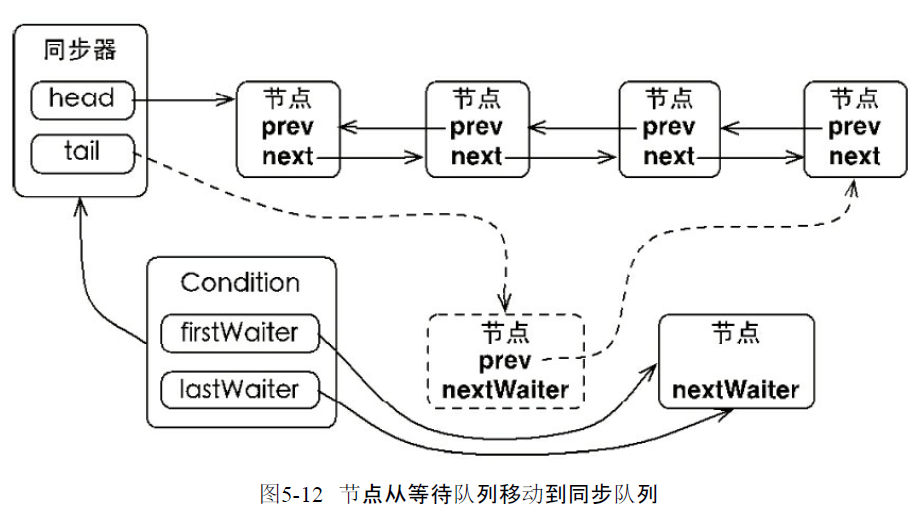 同步器
head
tail
节点
prev
next
节点
prev
next
节点
prev
next
节点
prev
next
Condition
firstWaiter
lastWaiter
节点
prev
nextWaiter
节点
nextWaiter
图5-12 节点从等待队列移动到同步队列